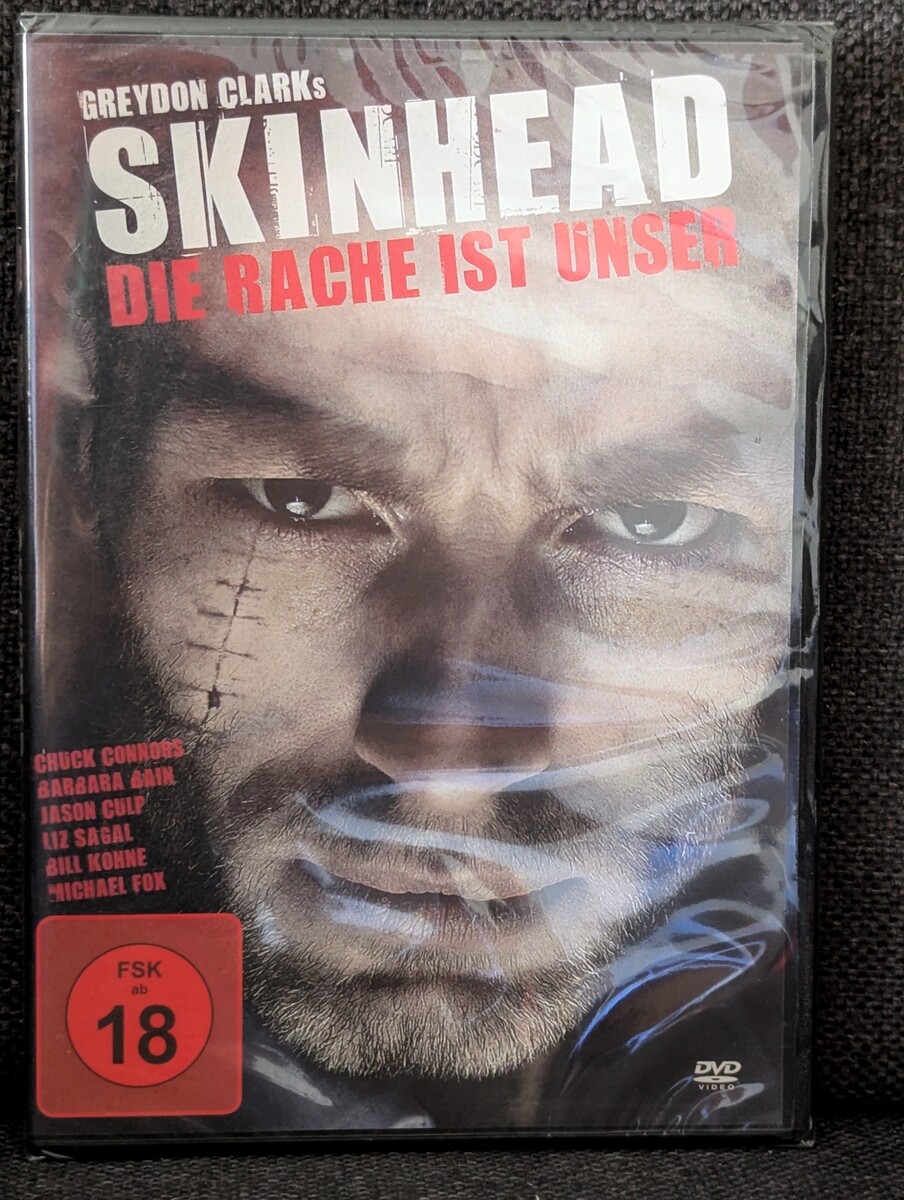 GREYDON CLARKs
SKINHEAD
DIE RACHE IST UNSER
CHUCK CONNORS
BARBARA BAIN
JASON CULP
LIZ SAGAL
BILL KOHNE
MICHAEL FOX
FSK
ab
18
DVD
VIDEO